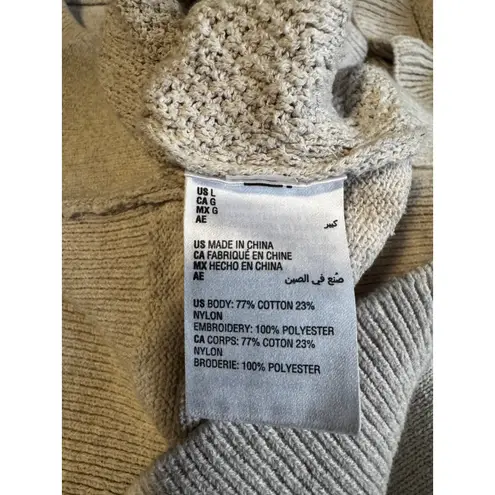 US L
CA G
MX G
AE كبير
US MADE IN CHINA
CA FABRIQUÉ EN CHINE
MX HECHO EN CHINA
AE صُنع في الصين
US BODY: 77% COTTON 23%
NYLON
EMBROIDERY: 100% POLYESTER
CA CORPS: 77% COTON 23%
NYLON
BRODERIE: 100% POLYESTER